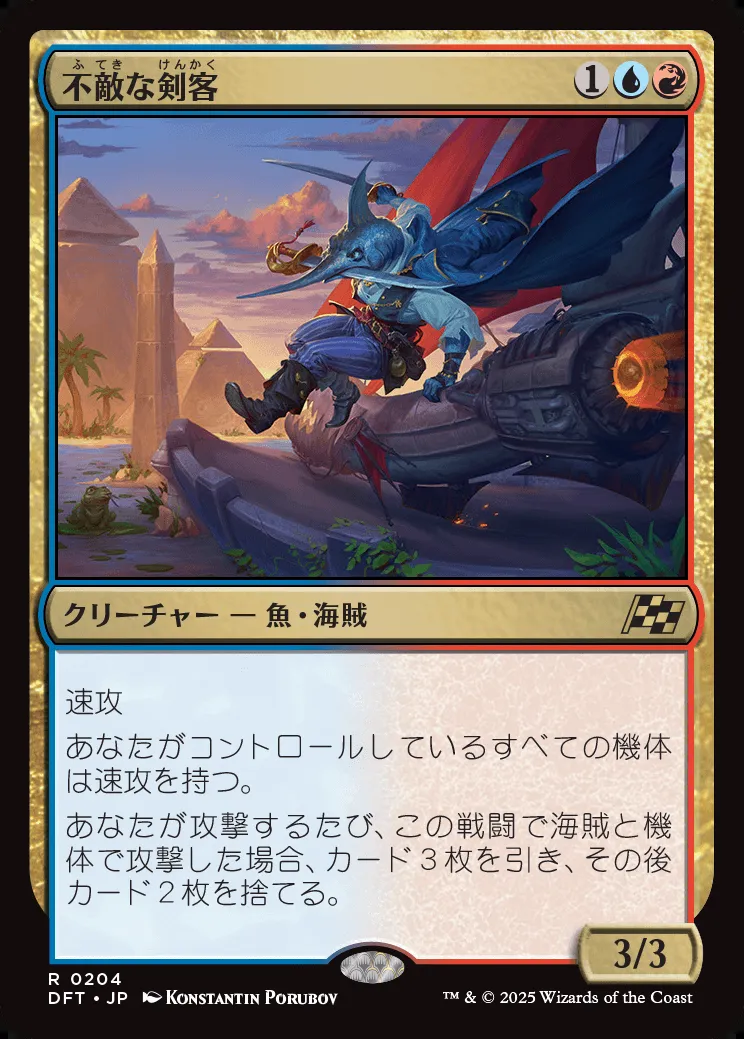 ふてき けんかく
不敵な剣客 1
クリーチャー — 魚・海賊
速攻
あなたがコントロールしているすべての機体
は速攻を持つ。
あなたが攻撃するたび、この戦闘で海賊と機
体で攻撃した場合、カード３枚を引き、その後
カード２枚を捨てる。
3/3
R 0204
DFT • JP KONSTANTIN PORUBOV
™ & © 2025 Wizards of the Coast